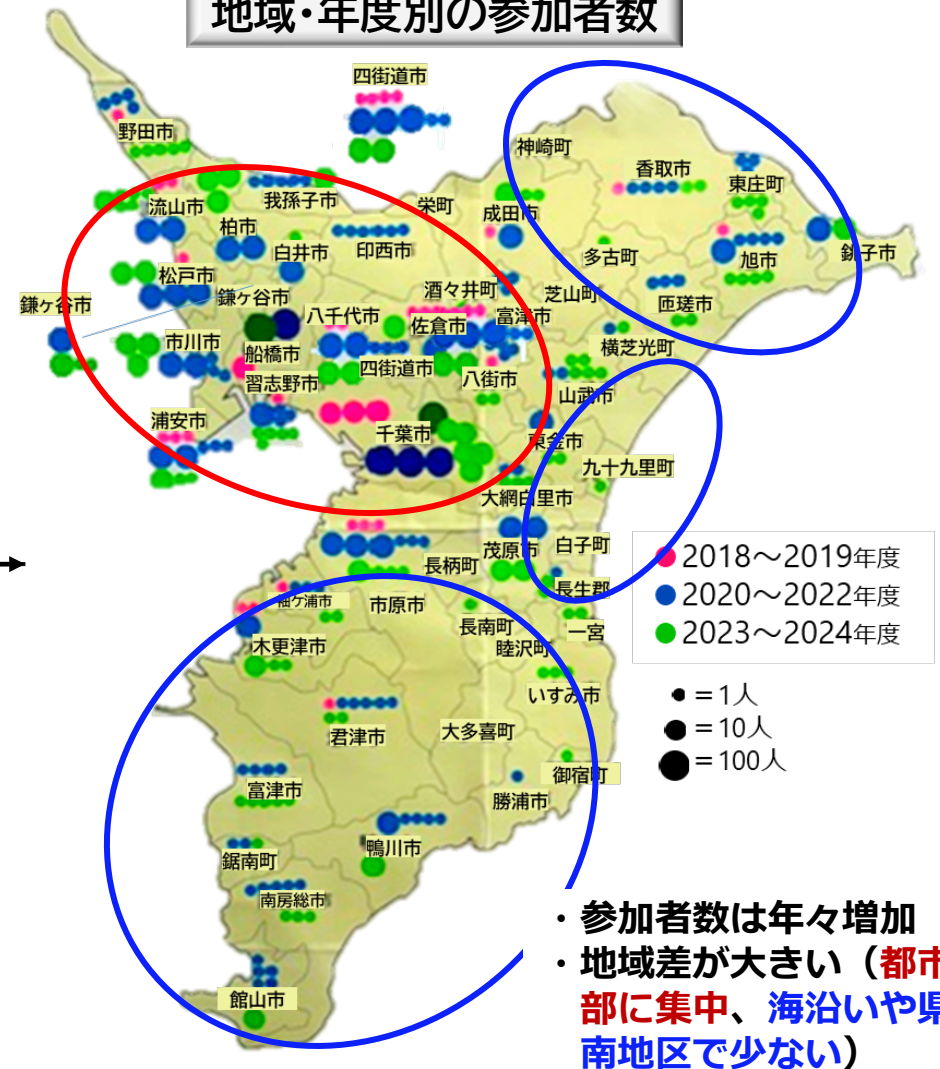 地域・年度別の参加者数
四街道市
野田市
神崎町
香取市
東庄町
流山市
我孫子市
栄町
成田市
柏市
白井市
印西市
多古町
旭市
銚子市
松戸市
鎌ヶ谷市
鎌ヶ谷市
酒々井町
芝山町
匝瑳市
八千代市
佐倉市
富津市
市川市
船橋市
横芝光町
四街道市
習志野市
八街市
山武市
浦安市
千葉市
東金市
九十九里町
大網白里市
茂原市
白子町
長柄町
長生郡
2018～2019年度
2020～2022年度
2023～2024年度
袖ケ浦市
市原市
長南町
一宮
木更津市
睦沢町
いすみ市
＝1人
君津市
大多喜町
＝10人
＝100人
富津市
御宿町
勝浦市
鋸南町
鴨川市
南房総市
・参加者数は年々増加
・地域差が大きい（都市
部に集中、海沿いや県
南地区で少ない）
館山市